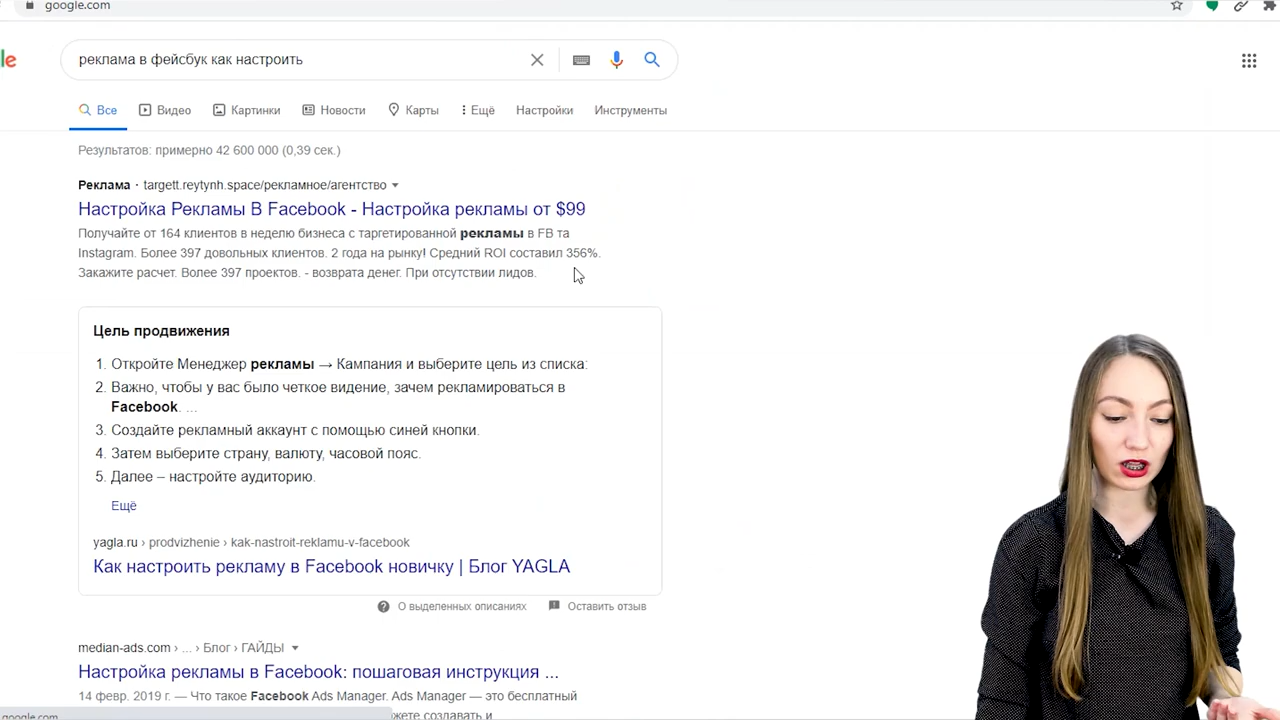 google.com
le
реклама в фейсбук как настроить
Все Видео Картинки Новости Карты Ещё Настройки Инструменты
Результатов: примерно 42 600 000 (0,39 сек.)
Реклама · targett.reytynh.space/рекламное/агентство
Настройка Рекламы В Facebook - Настройка рекламы от $99
Получайте от 164 клиентов в неделю бизнеса с таргетированной рекламы в FB та
Instagram. Более 397 довольных клиентов. 2 года на рынку! Средний ROI составил 356%.
Закажите расчет. Более 397 проектов. - возврата денег. При отсутствии лидов.
Цель продвижения
1. Откройте Менеджер рекламы → Кампания и выберите цель из списка:
2. Важно, чтобы у вас было четкое видение, зачем рекламироваться в
Facebook. ...
3. Создайте рекламный аккаунт с помощью синей кнопки.
4. Затем выберите страну, валюту, часовой пояс.
5. Далее – настройте аудиторию.
Ещё
yagla.ru › prodvizhenie › kak-nastroit-reklamu-v-facebook
Как настроить рекламу в Facebook новичку | Блог YAGLA
О выделенных описаниях Оставить отзыв
median-ads.com › ... › Блог › ГАЙДЫ
Настройка рекламы в Facebook: пошаговая инструкция ...
14 февр. 2019 г. — Что такое Facebook Ads Manager. Ads Manager — это бесплатный
жете создавать и
google.com